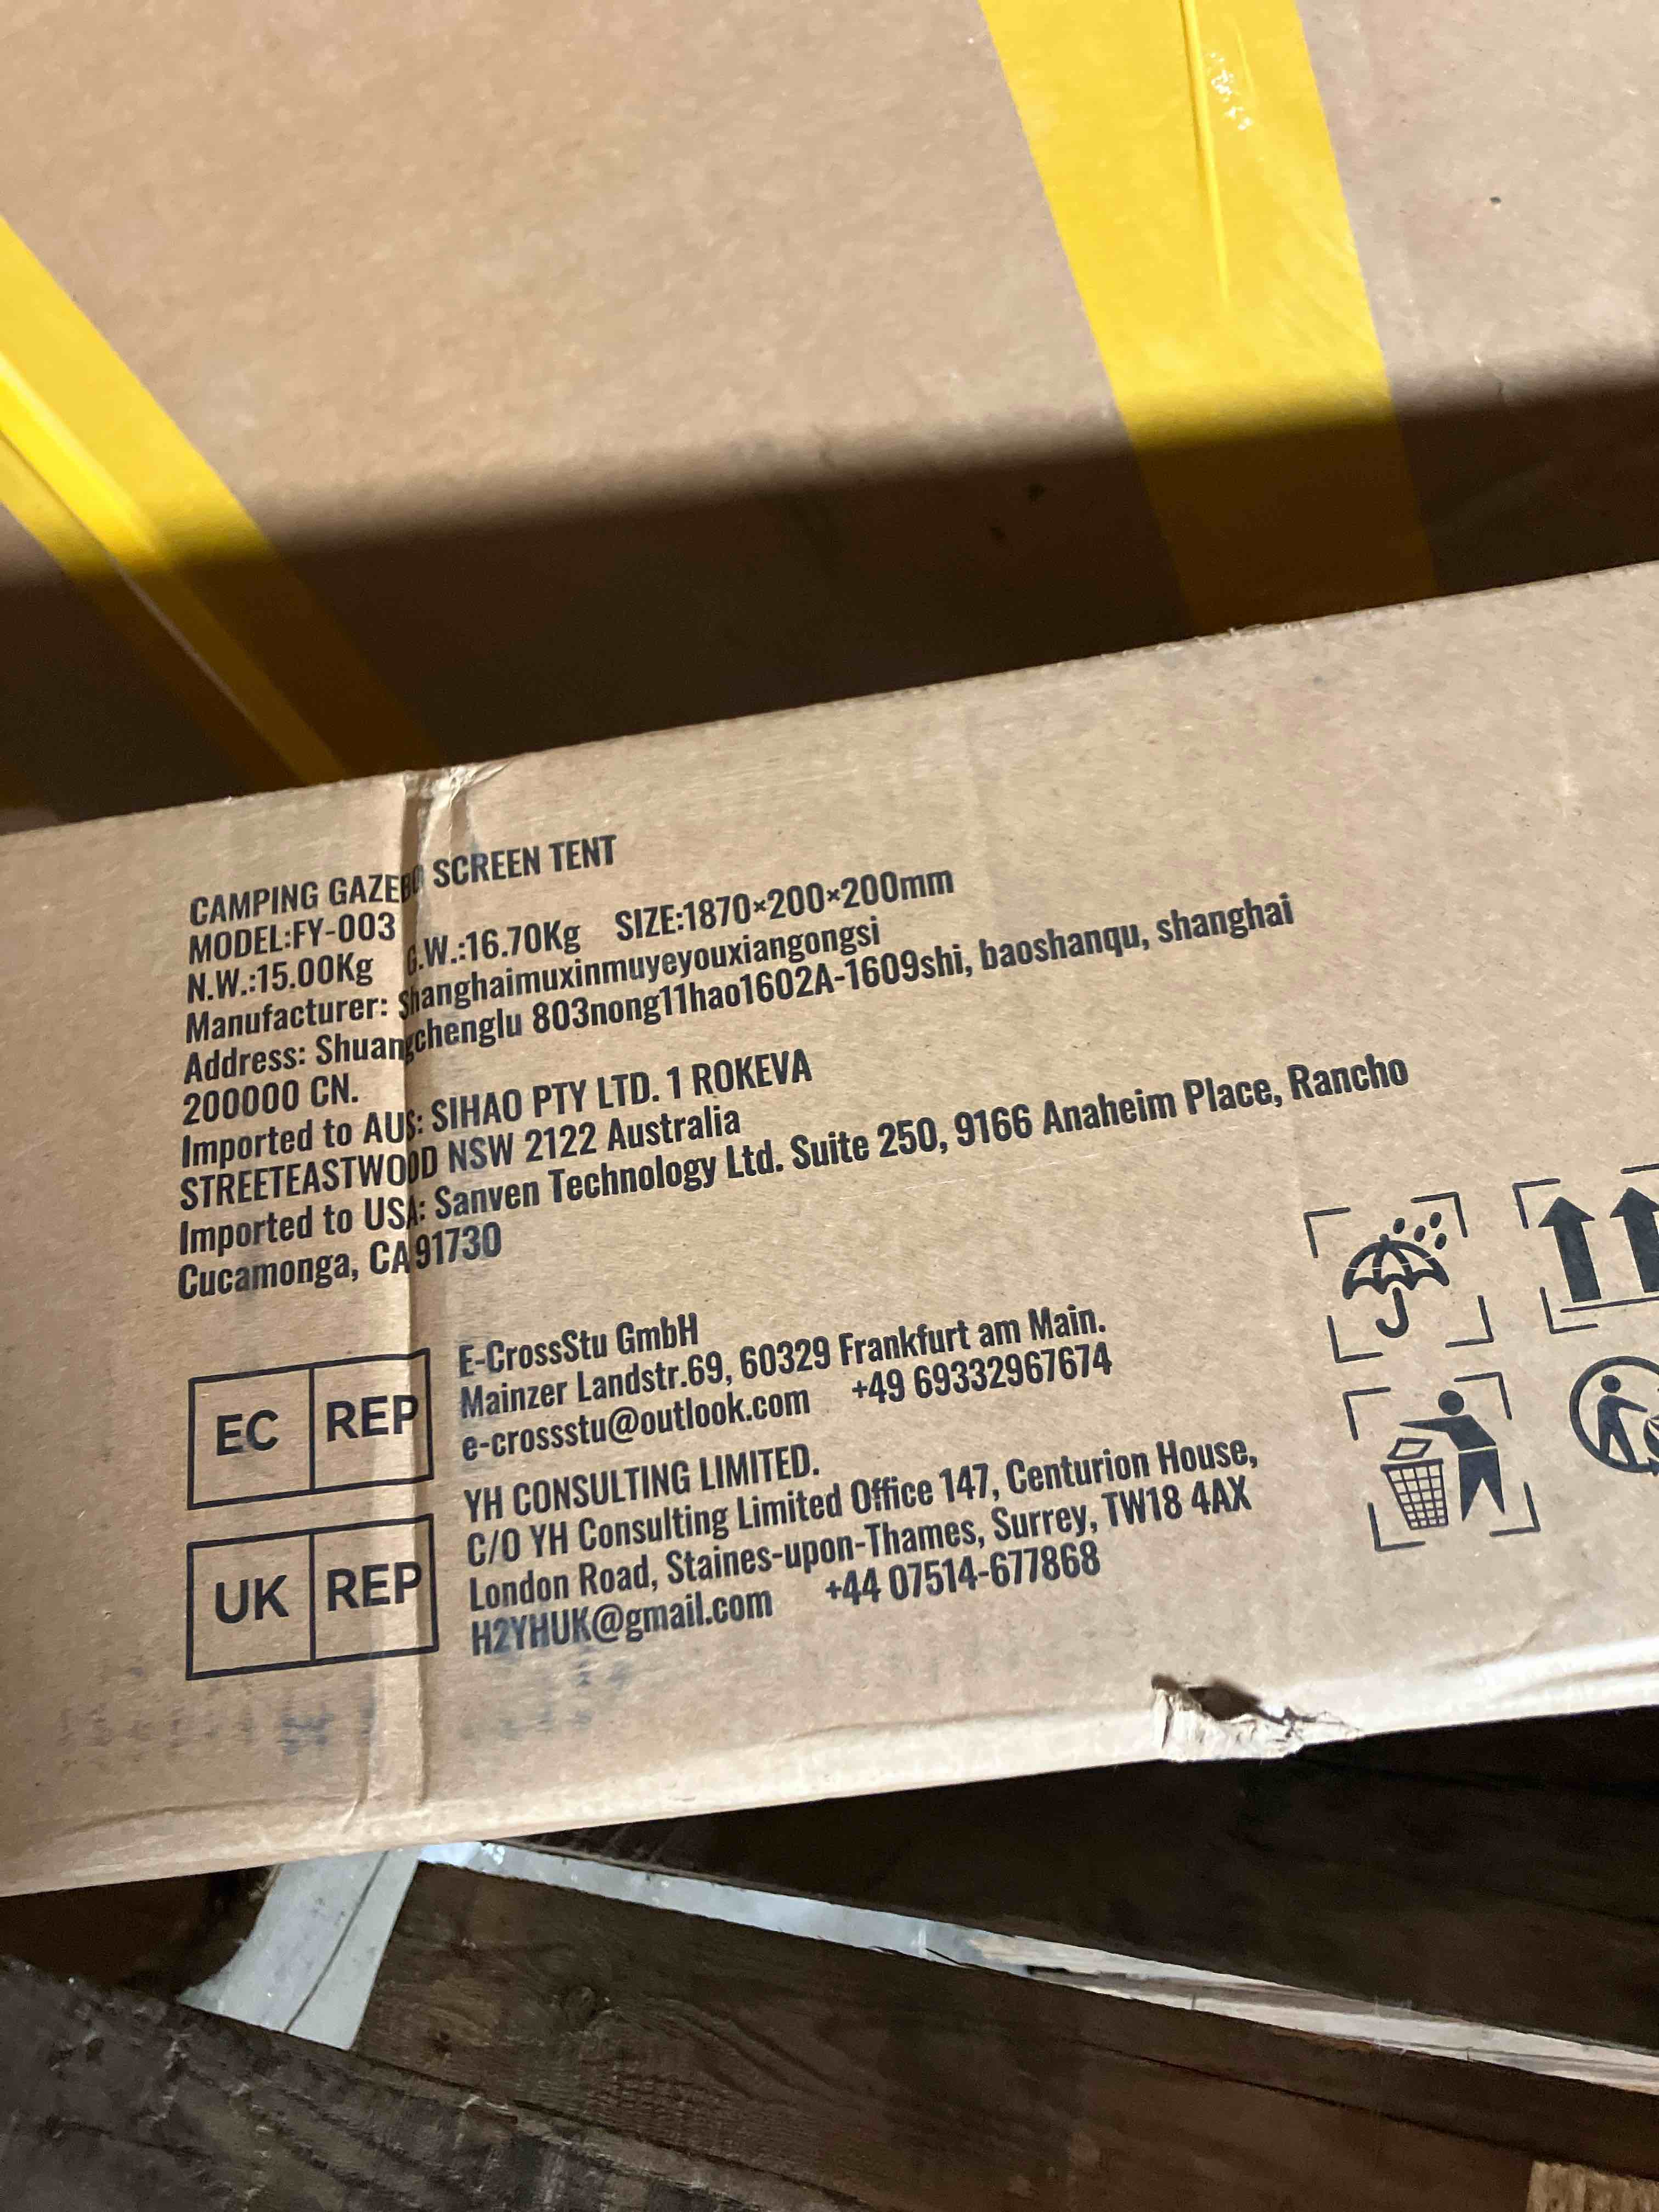 CAMPING GAZEBO SCREEN TENT
MODEL:FY-003
N.W.:15.00Kg G.W.:16.70Kg SIZE:1870×200×200mm
Manufacturer: Shanghaimuxinmuyeyouxiangongsi
Address: Shuangchenglu 803nong11hao1602A-1609shi, baoshanqu, shanghai
200000 CN.
Imported to AUS: SIHAO PTY LTD. 1 ROKEVA
STREETEASTWOOD NSW 2122 Australia
Imported to USA: Sanven Technology Ltd. Suite 250, 9166 Anaheim Place, Rancho
Cucamonga, CA 91730
EC REP
E-CrossStu GmbH
Mainzer Landstr.69, 60329 Frankfurt am Main.
e-crossstu@outlook.com +49 69332967674
UK REP
YH CONSULTING LIMITED.
C/O YH Consulting Limited Office 147, Centurion House,
London Road, Staines-upon-Thames, Surrey, TW18 4AX
H2YHUK@gmail.com +44 07514-677868